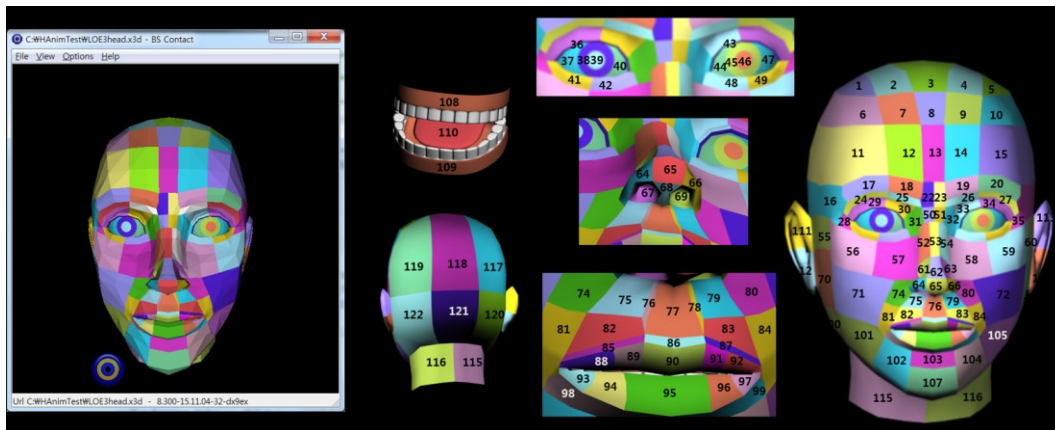 C:\HAnimTest\LOE3head.x3d - BS Contact
File View Options Help
Url C:\HAnimTest\LOE3head.x3d - 8.300-15.11.04-32-dx9ex
108
110
109
119 118 117
122 121 120
116 115
36 43
37 38 39 40 44 45 46 47
41 42 48 49
65
64 66
67 68 69
74 75 76 77 78 79 80
81 82 83 84
85 86 87
88 89 90 91 92
93 94 95 96 97
98 99
1 2 3 4 5
6 7 8 9 10
11 12 13 14 15
17 18 19 20
16 24 29 25 22 23 26 34 27
28 30 31 50 51 33 32 35
111 55 52 53 54 60
56 57 58 59
61 62 63
70 71 64 65 66 72
74 75 76 79 80
81 82 83 84
101 105
102 103 104
107
115 116